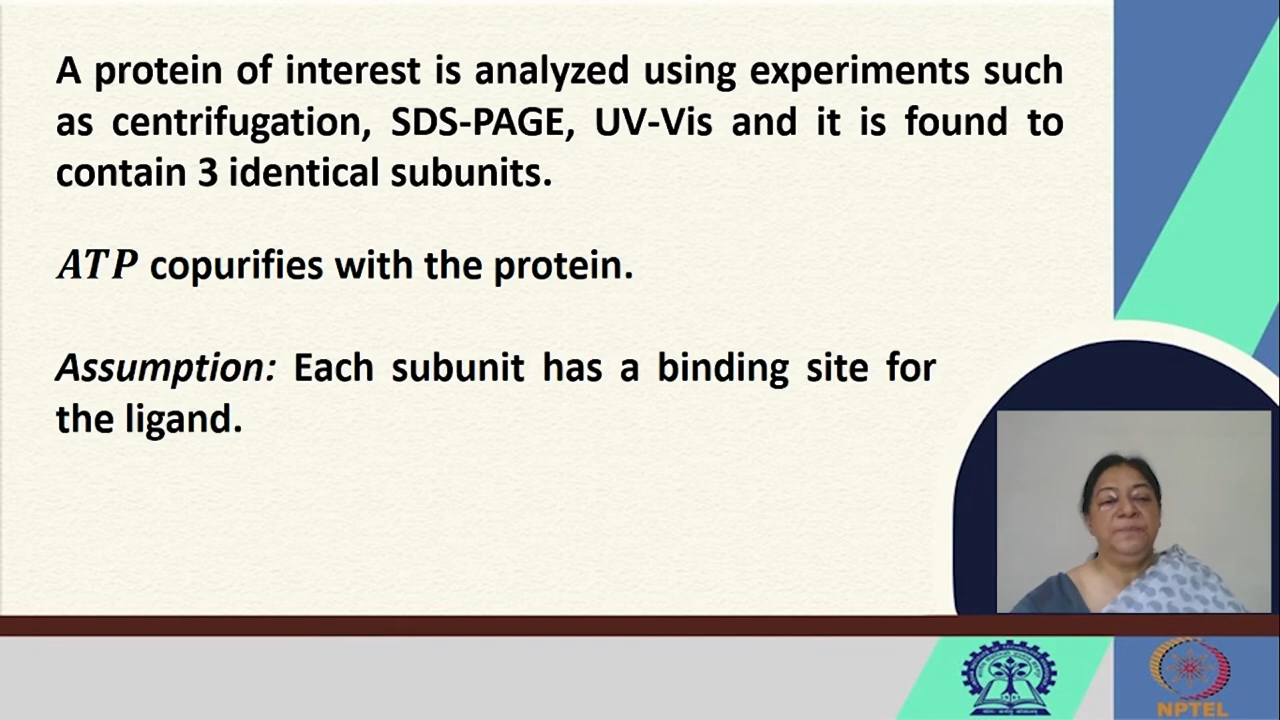 A protein of interest is analyzed using experiments such
as centrifugation, SDS-PAGE, UV-Vis and it is found to
contain 3 identical subunits.
ATP copurifies with the protein.
Assumption: Each subunit has a binding site for
the ligand.
NPTEL